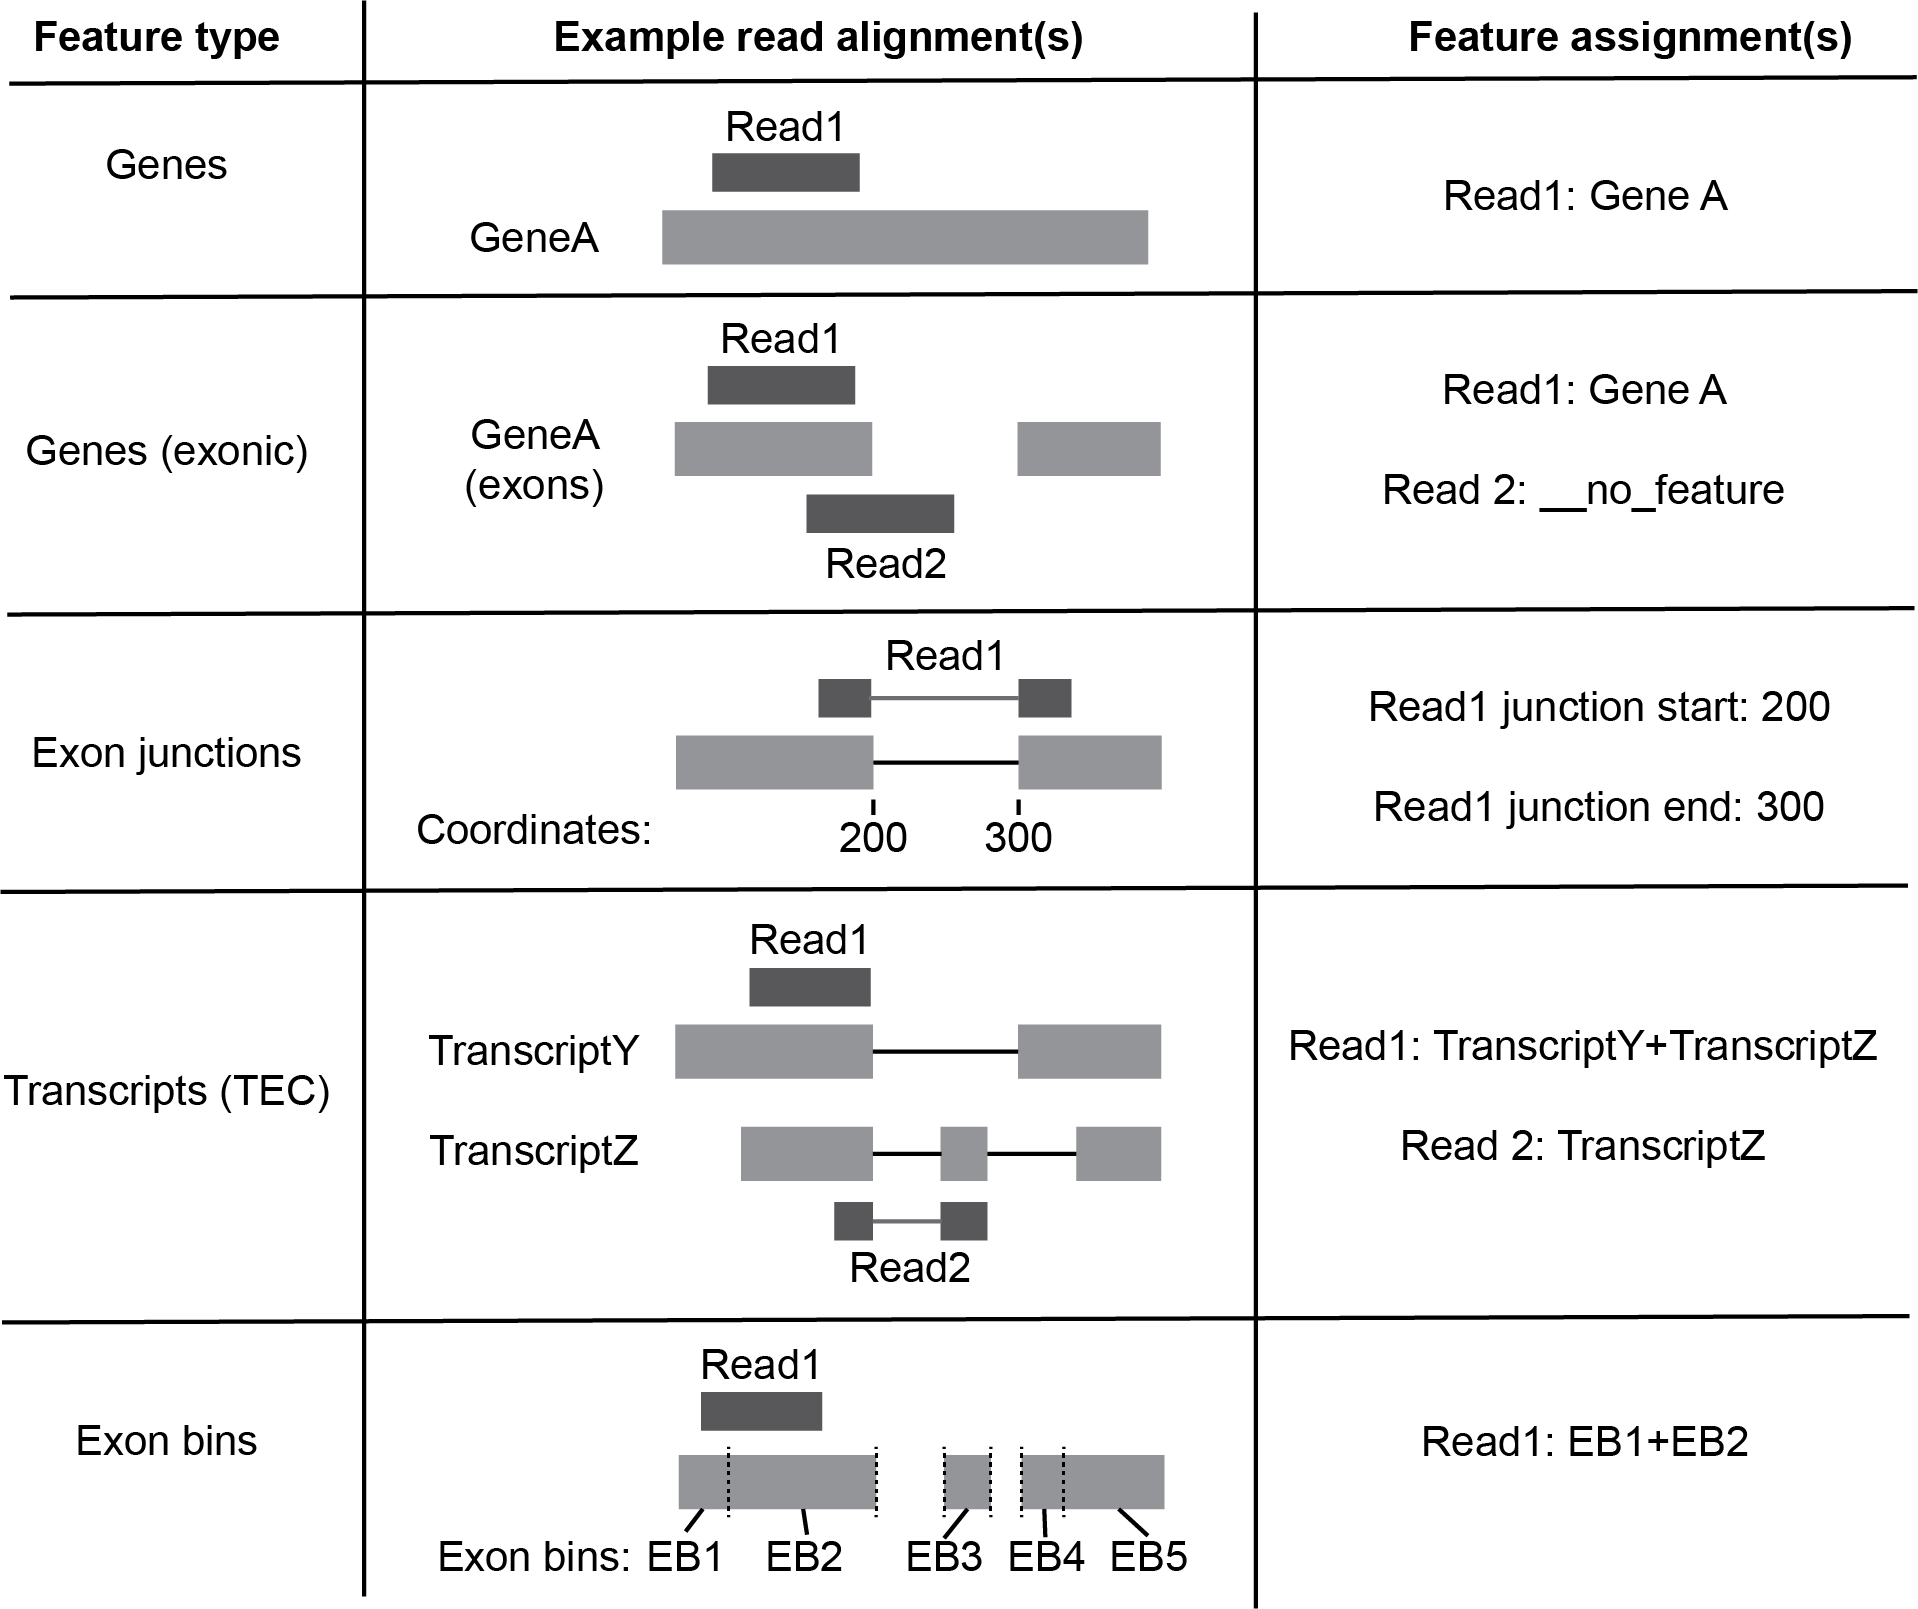 Feature type
Example read alignment(s)
Feature assignment(s)
Genes
Read1
GeneA
Read1: Gene A
Genes (exonic)
Read1
GeneA
(exons)
Read2
Read1: Gene A
Read 2: __no_feature
Exon junctions
Read1
Coordinates:
200
300
Read1 junction start: 200
Read1 junction end: 300
Transcripts (TEC)
Read1
TranscriptY
TranscriptZ
Read2
Read1: TranscriptY+TranscriptZ
Read 2: TranscriptZ
Exon bins
Read1
Exon bins: EB1 EB2 EB3 EB4 EB5
Read1: EB1+EB2